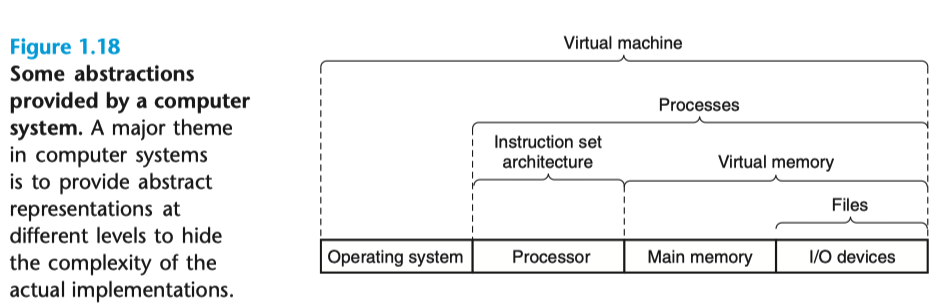 Figure 1.18
Some abstractions
provided by a computer
system. A major theme
in computer systems
is to provide abstract
representations at
different levels to hide
the complexity of the
actual implementations.
Virtual machine
Processes
Instruction set
architecture
Virtual memory
Files
Operating system
Processor
Main memory
I/O devices